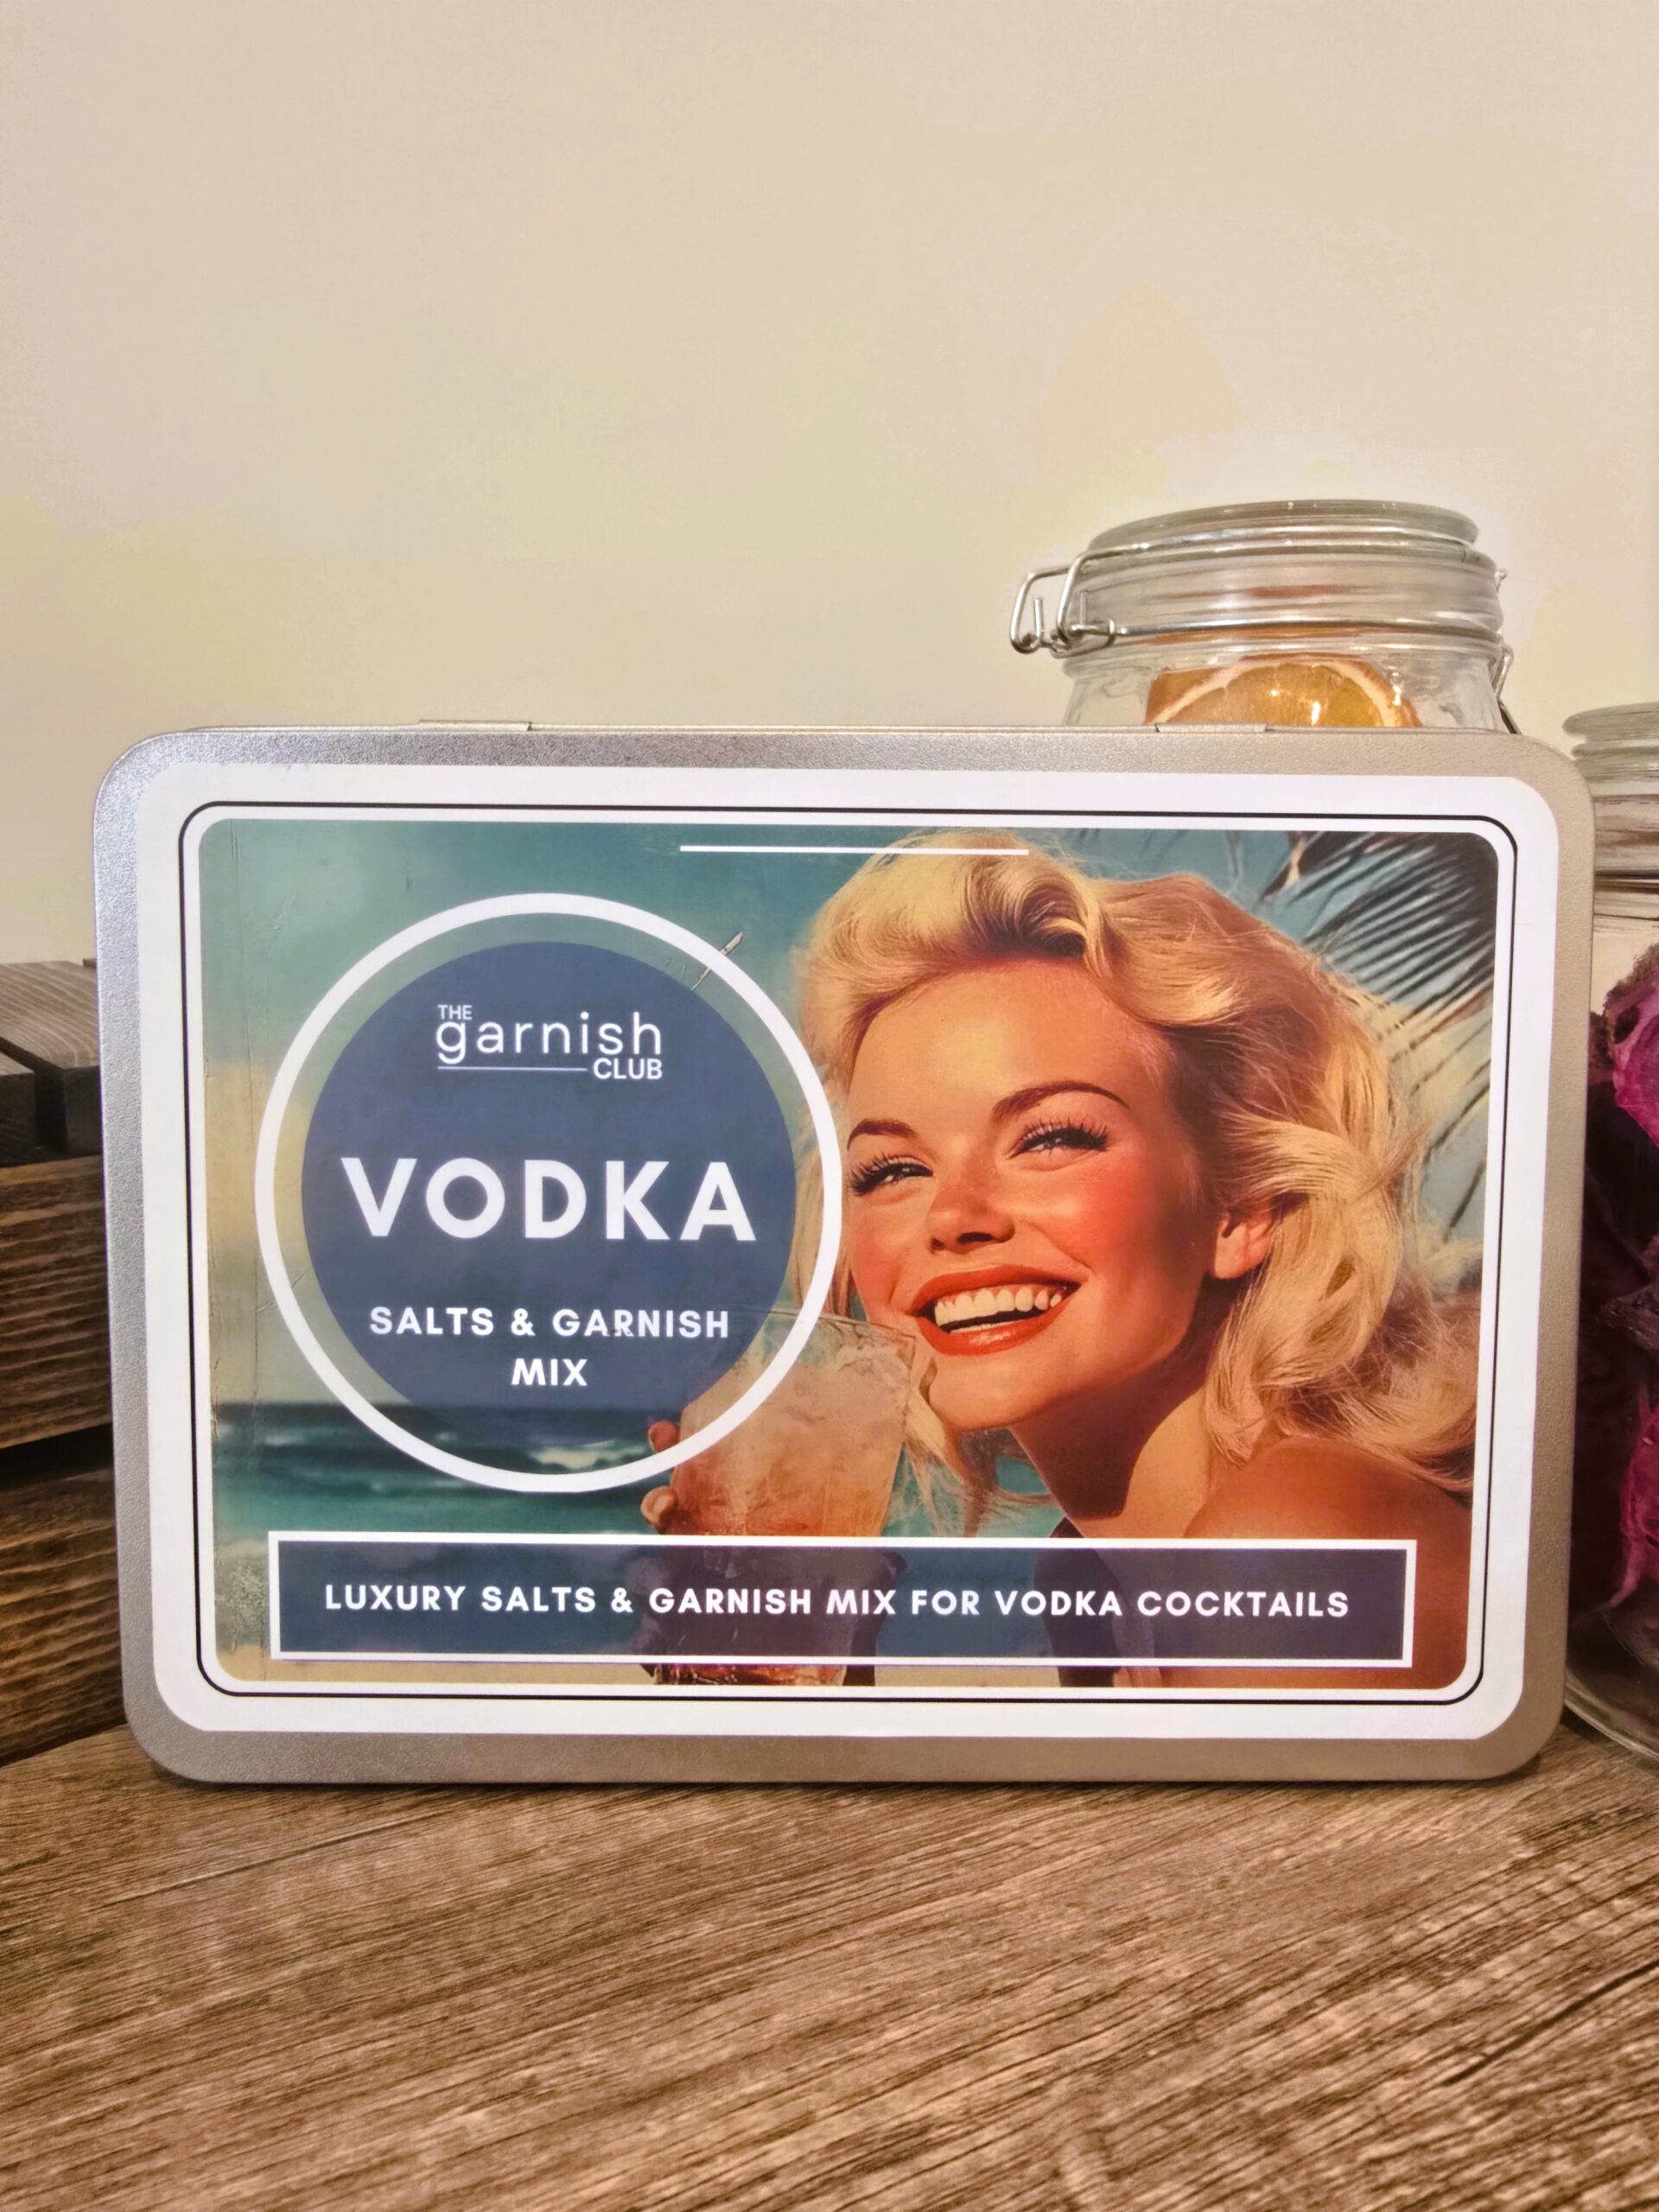 THE
garnish
CLUB
VODKA
SALTS & GARNISH
MIX
LUXURY SALTS & GARNISH MIX FOR VODKA COCKTAILS